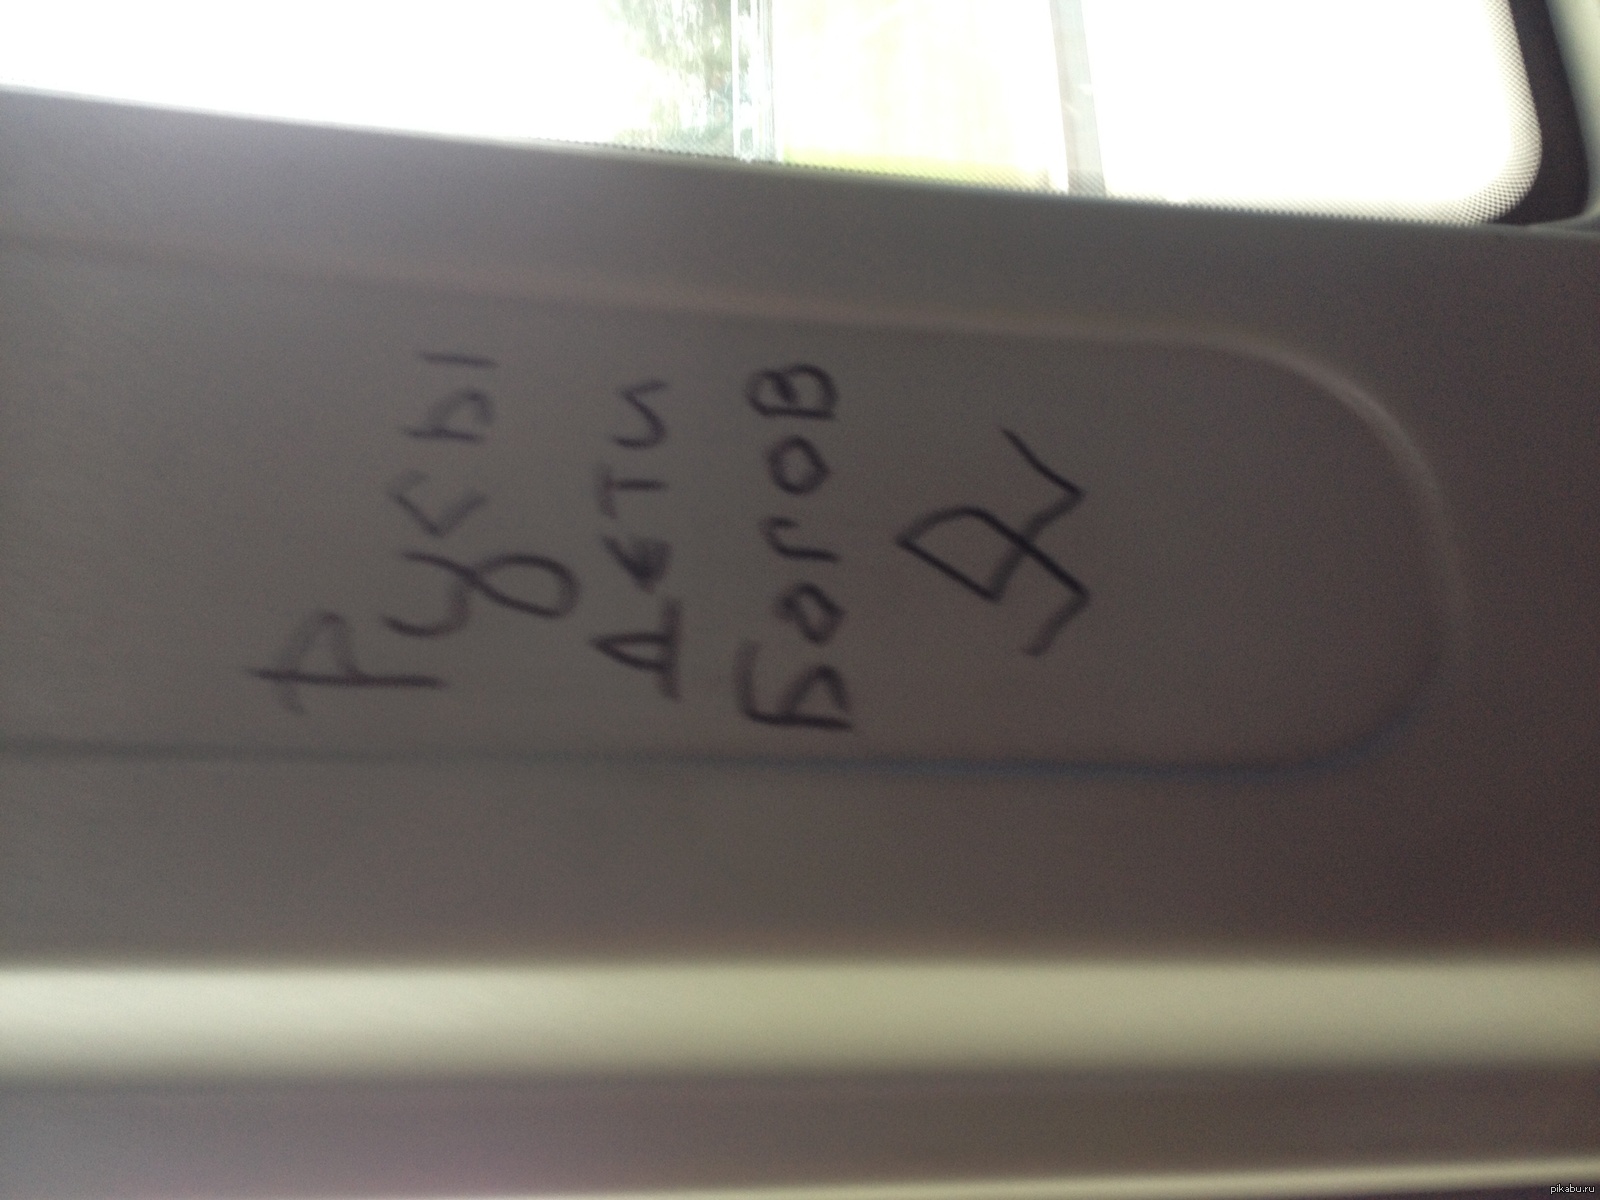 Русы
дети
богов
pikabu.ru